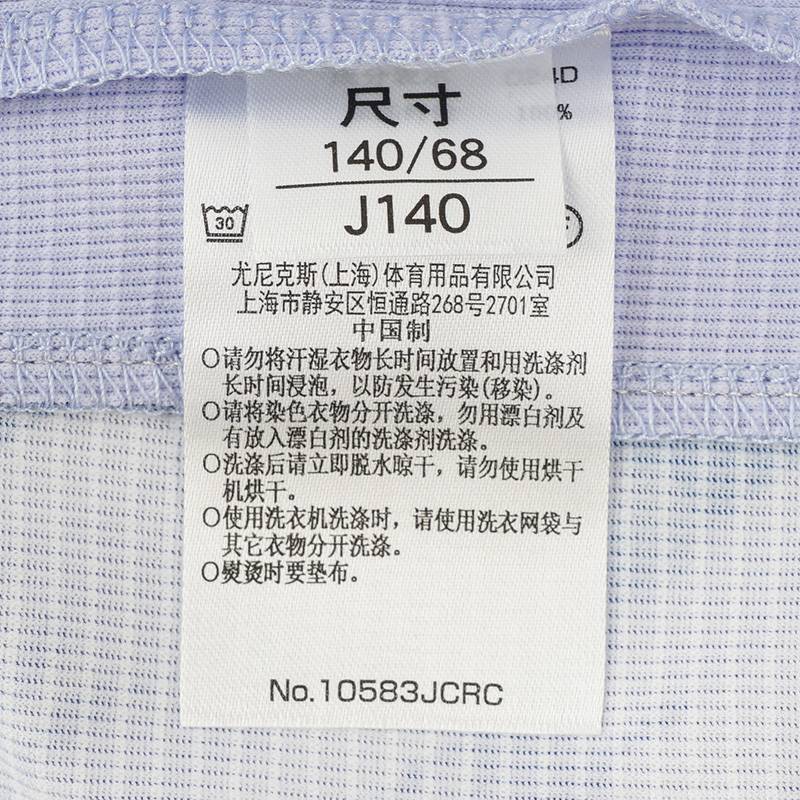 尺寸
140/68
J140
30
尤尼克斯(上海)体育用品有限公司
上海市静安区恒通路268号2701室
中国制
○请勿将汗湿衣物长时间放置和用洗涤剂
长时间浸泡，以防发生污染(移染)。
○请将染色衣物分开洗涤，勿用漂白剂及
有放入漂白剂的洗涤剂洗涤。
○洗涤后请立即脱水晾干，请勿使用烘干
机烘干。
○使用洗衣机洗涤时，请使用洗衣网袋与
其它衣物分开洗涤。
○熨烫时要垫布。
No.10583JCRC